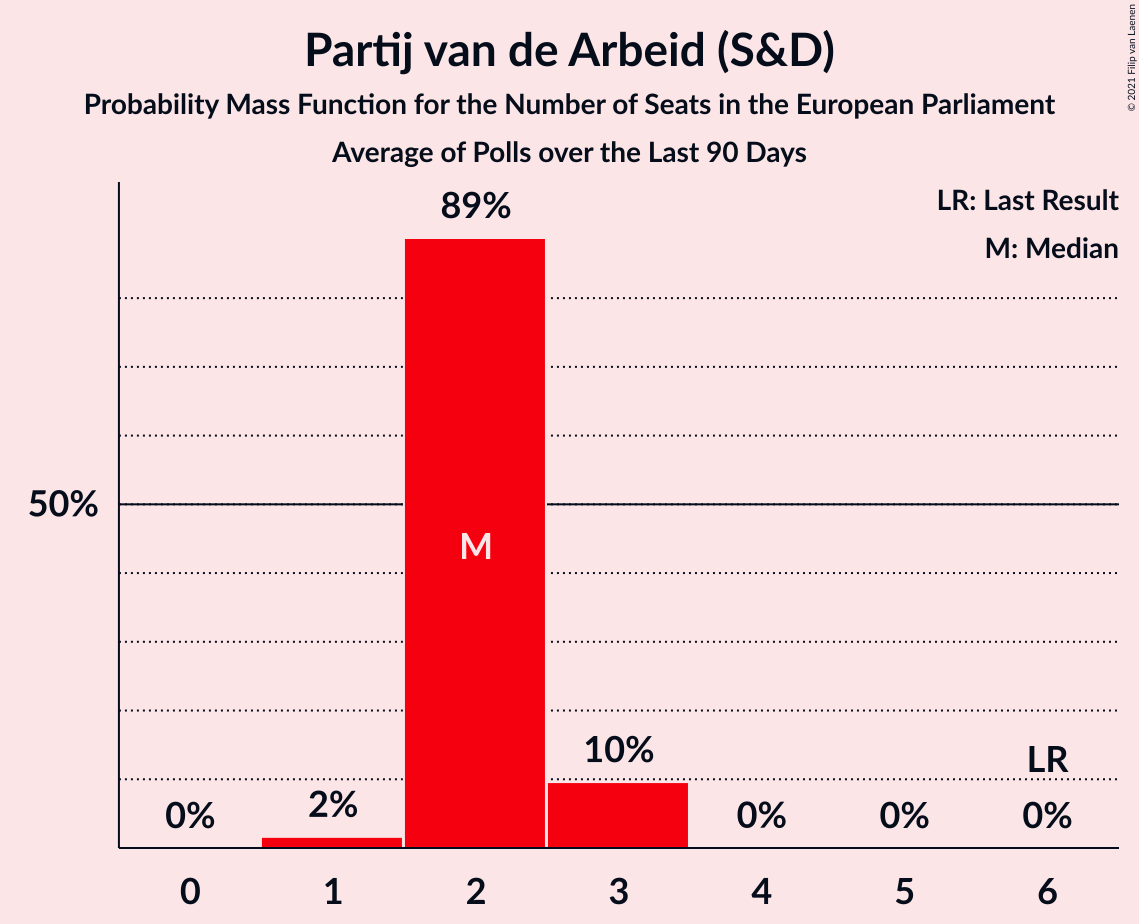 Partij van de Arbeid (S&D)
Probability Mass Function for the Number of Seats in the European Parliament
Average of Polls over the Last 90 Days
© 2021 Filip van Laenen
LR: Last Result
M: Median
89%
50%
M
10%
LR
0%
2%
0%
0%
0%
0 1 2 3 4 5 6